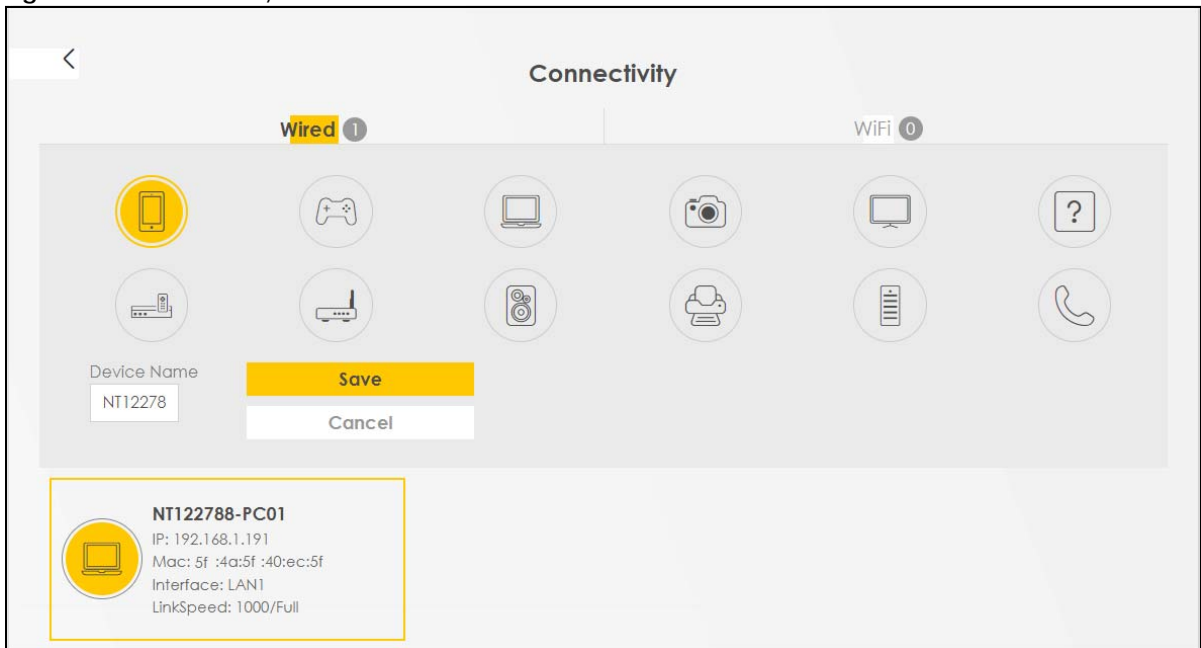 Connectivity
Wired 1
WiFi 0
?
Device Name
NT12278
Save
Cancel
NT122788-PC01
IP: 192.168.1.191
Mac: 5f :4a:5f :40:ec:5f
Interface: LAN1
LinkSpeed: 1000/Full